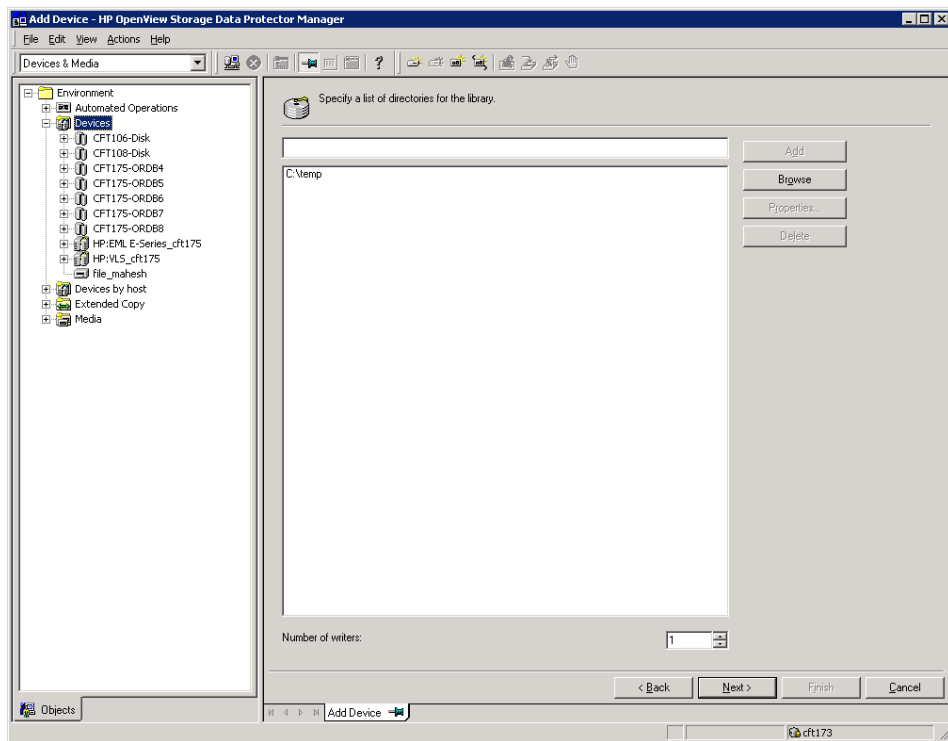 Add Device - HP OpenView Storage Data Protector Manager
File Edit View Actions Help
Devices & Media
Environment
Automated Operations
Devices
CFT106-Disk
CFT108-Disk
CFT175-ORDB4
CFT175-ORDB5
CFT175-ORDB6
CFT175-ORDB7
CFT175-ORDB8
HP:EML E-Series_cft175
HP:VLS_cft175
file_mahesh
Devices by host
Extended Copy
Media
Objects
Specify a list of directories for the library.
Add
C:\temp
Browse
Properties...
Delete
Number of writers:
1
< Back
Next >
Finish
Cancel
Add Device
cft173